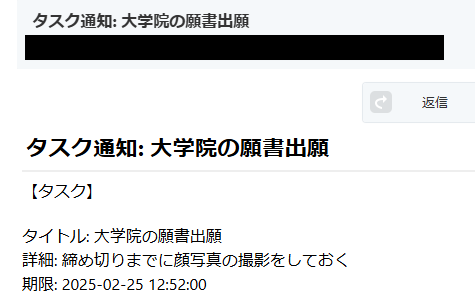 タスク通知: 大学院の願書出願
返信
タスク通知: 大学院の願書出願
【タスク】
タイトル: 大学院の願書出願
詳細: 締め切りまでに顔写真の撮影をしておく
期限: 2025-02-25 12:52:00